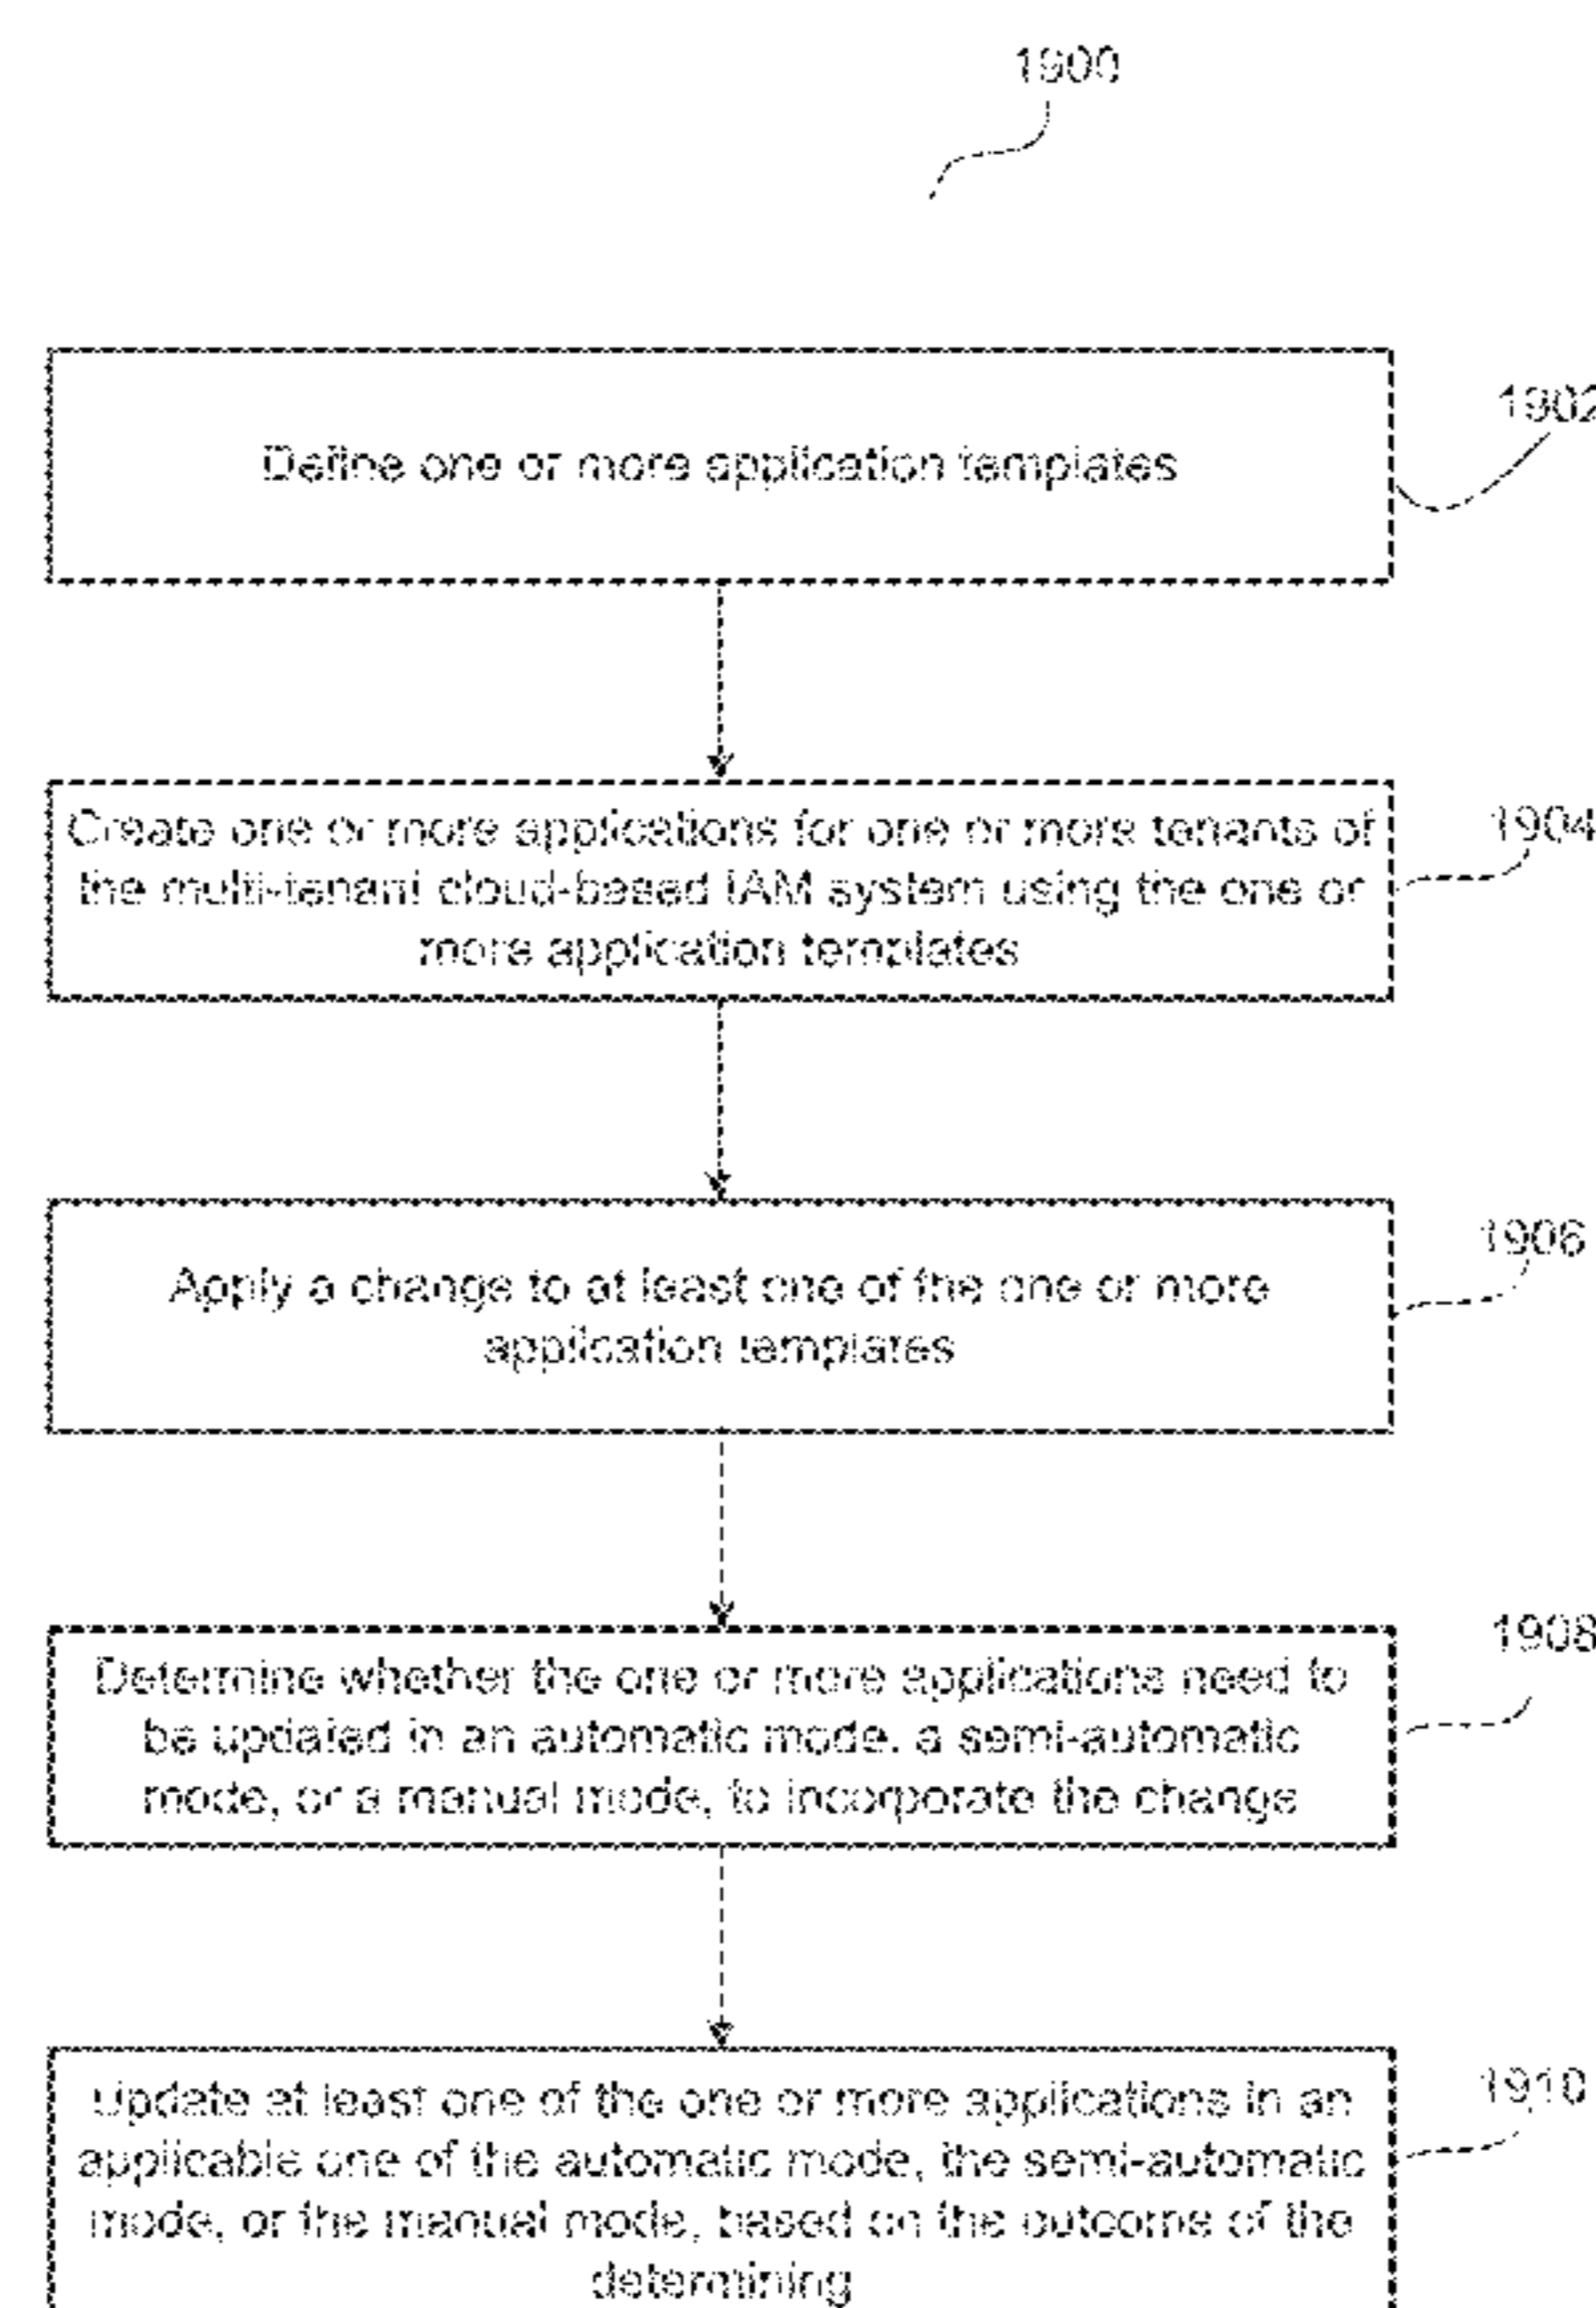 1900
Define one or more application templates
1902
Create one or more applications for one or more tenants of
the multi-tenant cloud-based IAM system using the one or
more application templates
1904
Apply a change to at least one of the one or more
application templates
1906
Determine whether the one or more applications need to
be updated in an automatic mode, a semi-automatic
mode, or a manual mode, to incorporate the change
1908
Update at least one of the one or more applications in an
applicable one of the automatic mode, the semi-automatic
mode, or the manual mode, based on the outcome of the
determining
1910